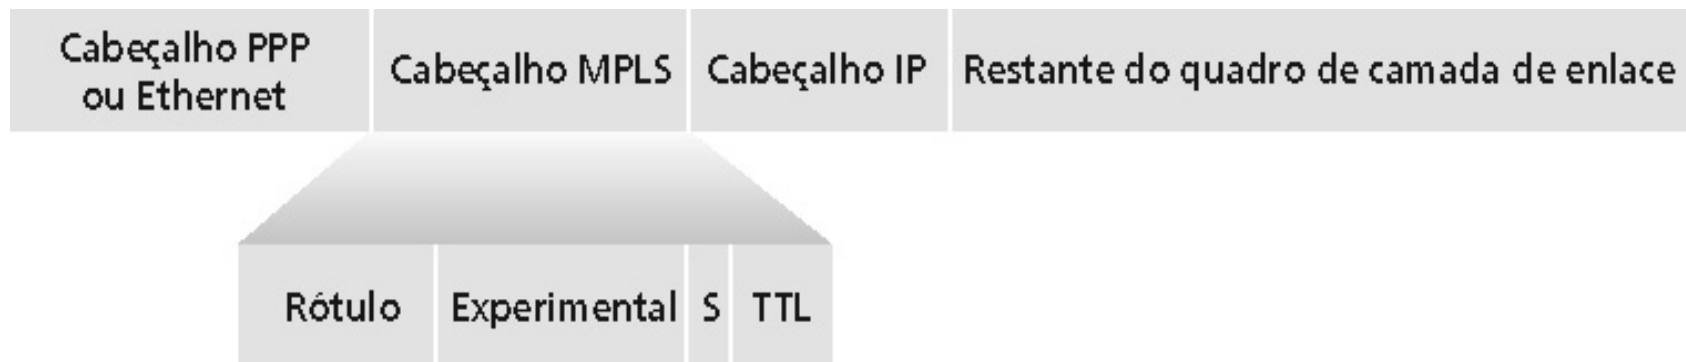 Cabeçalho PPP
ou Ethernet
Cabeçalho MPLS
Cabeçalho IP
Restante do quadro de camada de enlace
Rótulo
Experimental
S
TTL